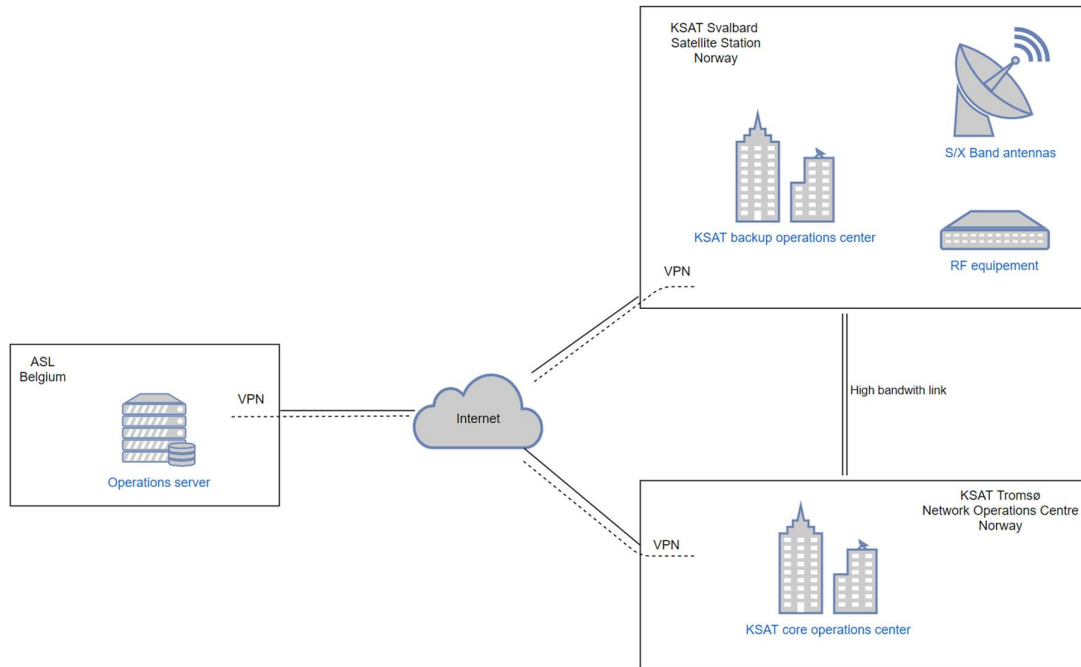 KSAT Svalbard
Satellite Station
Norway
S/X Band antennas
KSAT backup operations center
RF equipement
VPN
ASL
Belgium
VPN
Operations server
Internet
High bandwith link
KSAT Tromsø
Network Operations Centre
Norway
VPN
KSAT core operations center